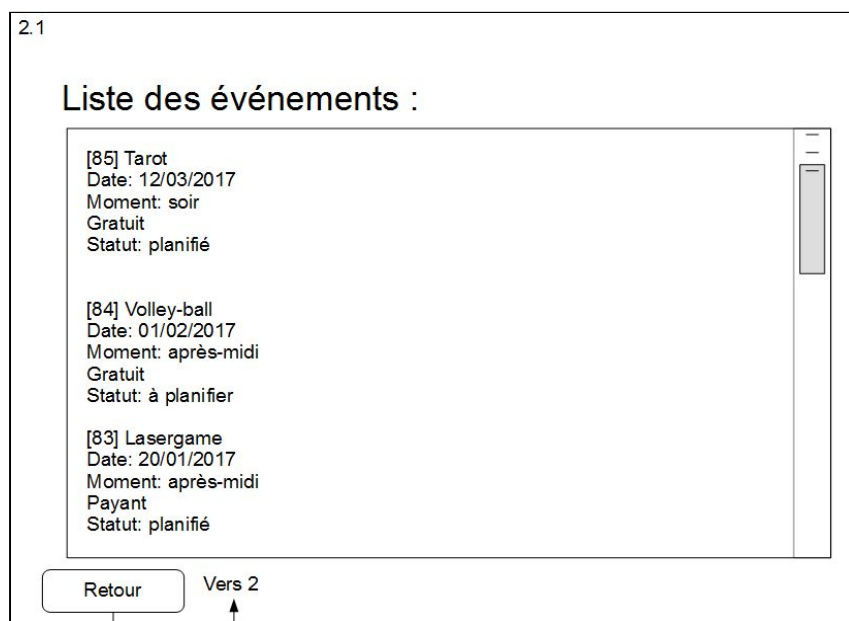 2.1
Liste des événements :
[85] Tarot
Date: 12/03/2017
Moment: soir
Gratuit
Statut: planifié
[84] Volley-ball
Date: 01/02/2017
Moment: après-midi
Gratuit
Statut: à planifier
[83] Lasergame
Date: 20/01/2017
Moment: après-midi
Payant
Statut: planifié
Retour
Vers 2